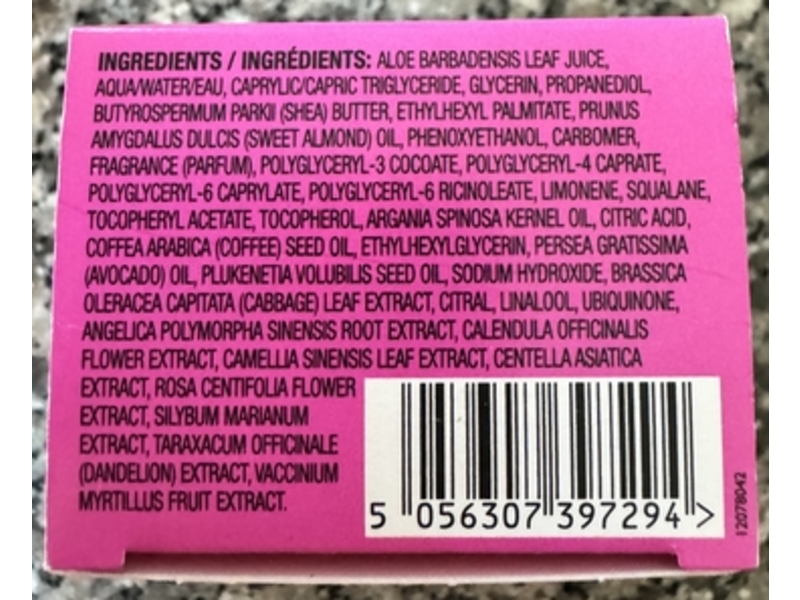 INGREDIENTS / INGRÉDIENTS: ALOE BARBADENSIS LEAF JUICE,
AQUA/WATER/EAU, CAPRYLIC/CAPRIC TRIGLYCERIDE, GLYCERIN, PROPANEDIOL,
BUTYROSPERMUM PARKII (SHEA) BUTTER, ETHYLHEXYL PALMITATE, PRUNUS
AMYGDALUS DULCIS (SWEET ALMOND) OIL, PHENOXYETHANOL, CARBOMER,
FRAGRANCE (PARFUM), POLYGLYCERYL-3 COCOATE, POLYGLYCERYL-4 CAPRATE,
POLYGLYCERYL-6 CAPRYLATE, POLYGLYCERYL-6 RICINOLEATE, LIMONENE, SQUALANE,
TOCOPHERYL ACETATE, TOCOPHEROL, ARGANIA SPINOSA KERNEL OIL, CITRIC ACID,
COFFEA ARABICA (COFFEE) SEED OIL, ETHYLHEXYLGLYCERIN, PERSEA GRATISSIMA
(AVOCADO) OIL, PLUKENETIA VOLUBILIS SEED OIL, SODIUM HYDROXIDE, BRASSICA
OLERACEA CAPITATA (CABBAGE) LEAF EXTRACT, CITRAL, LINALOOL, UBIQUINONE,
ANGELICA POLYMORPHA SINENSIS ROOT EXTRACT, CALENDULA OFFICINALIS
FLOWER EXTRACT, CAMELLIA SINENSIS LEAF EXTRACT, CENTELLA ASIATICA
EXTRACT, ROSA CENTIFOLIA FLOWER
EXTRACT, SILYBUM MARIANUM
EXTRACT, TARAXACUM OFFICINALE
(DANDELION) EXTRACT, VACCINIUM
MYRTILLUS FRUIT EXTRACT.
5 056307 397294 >
12078042